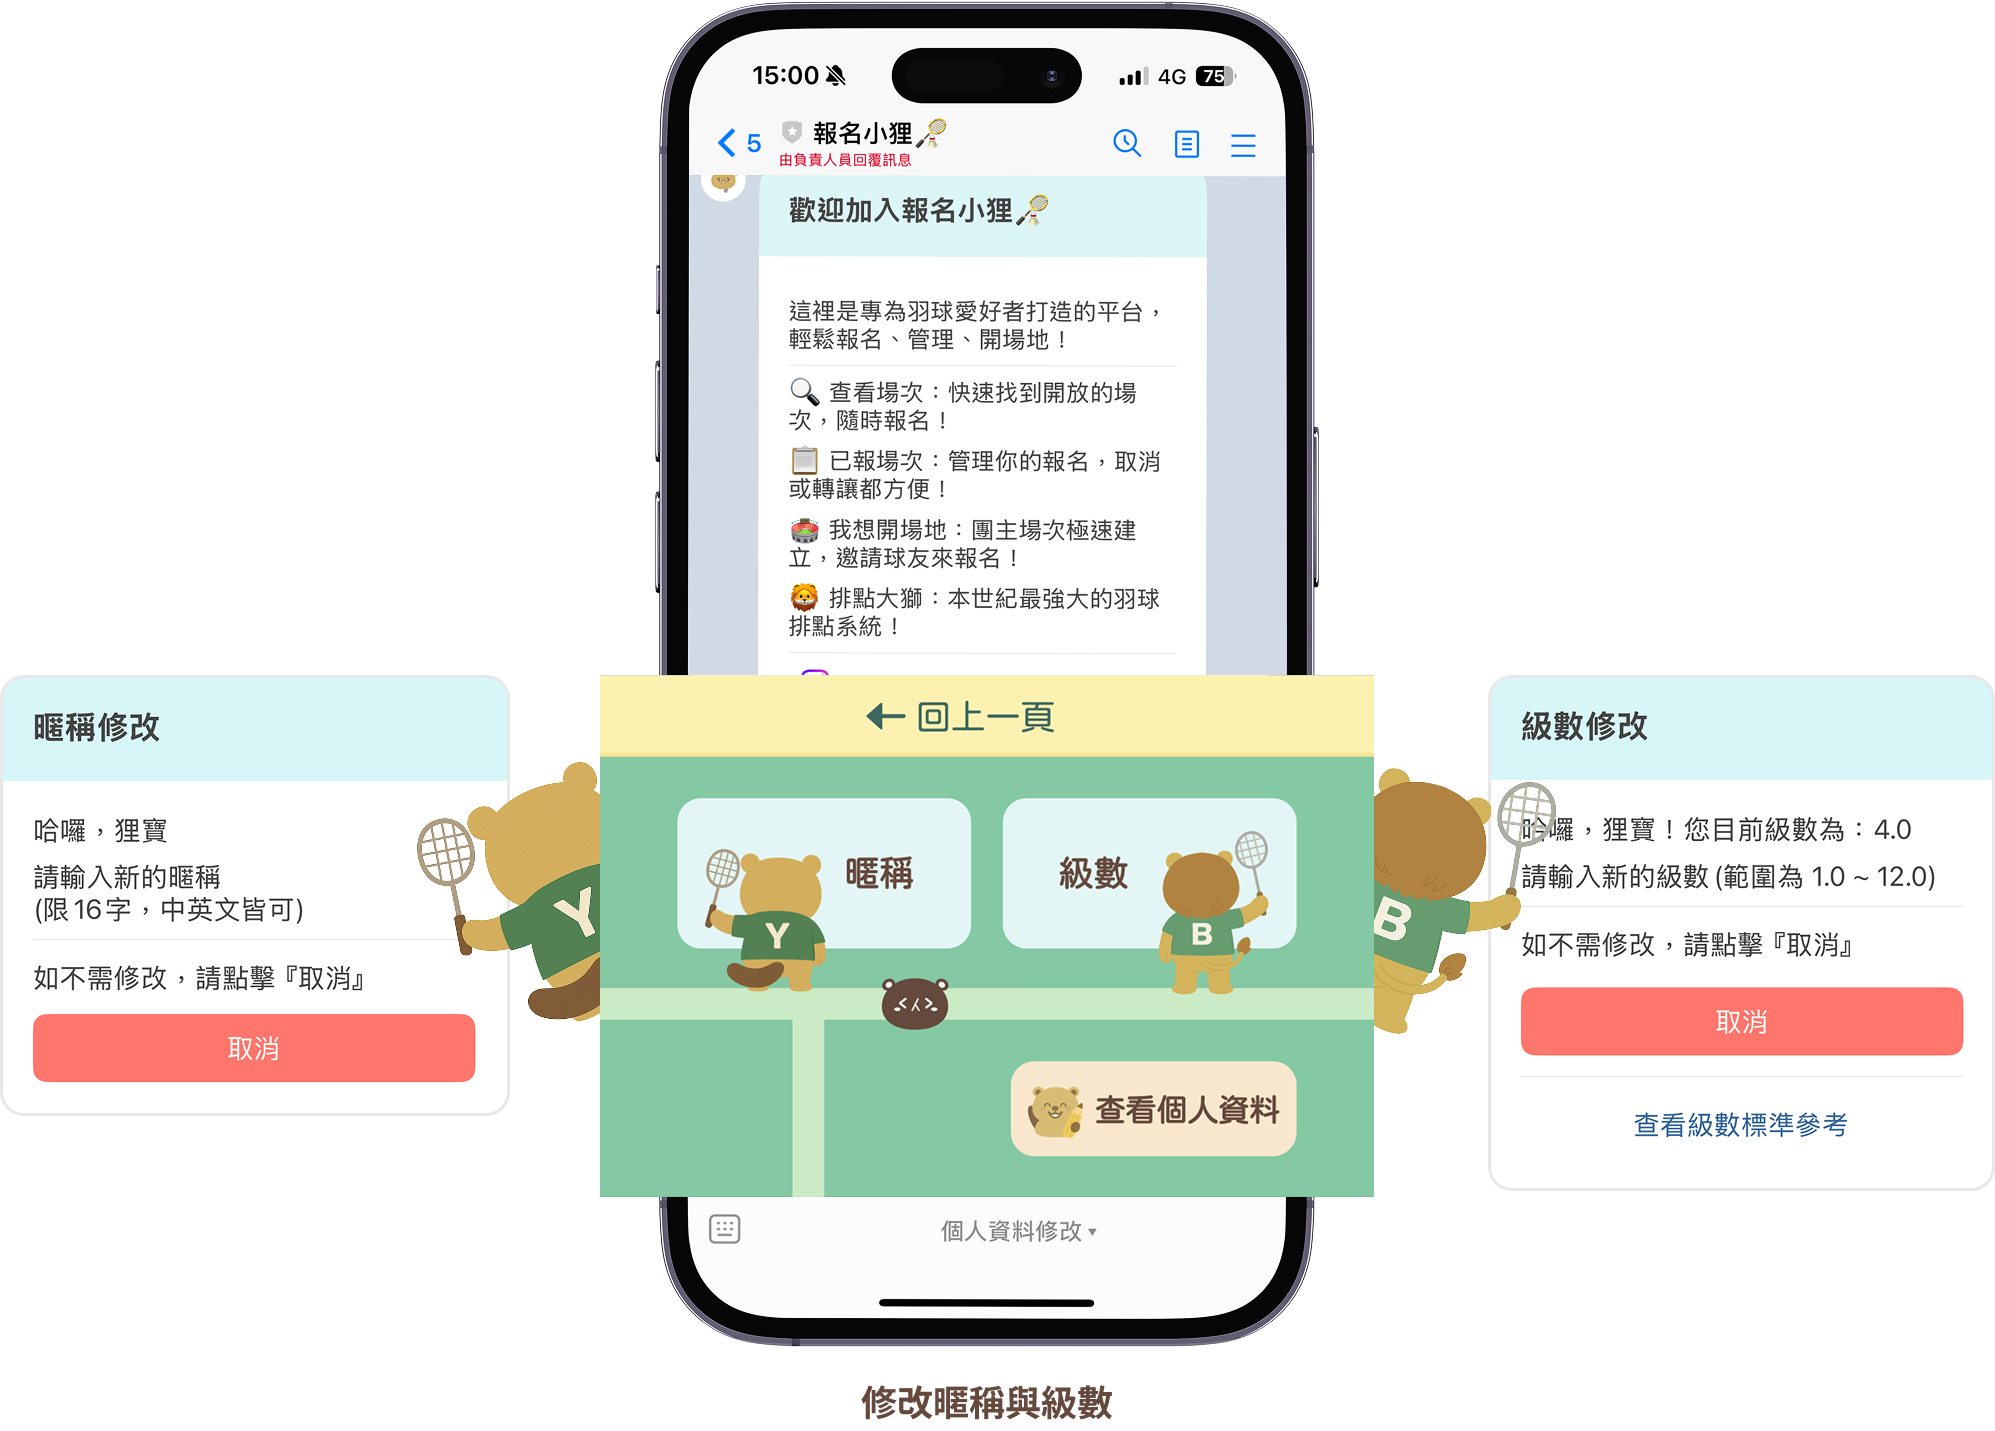 15:00
4G 75
5 報名小狸
由負責人員回覆訊息
歡迎加入報名小狸
這裡是專為羽球愛好者打造的平台，
輕鬆報名、管理、開場地！
查看場次：快速找到開放的場
次，隨時報名！
已報場次：管理你的報名，取消
或轉讓都方便！
我想開場地：團主場次極速建
立，邀請球友來報名！
排點大獅：本世紀最強大的羽球
排點系統！
暱稱修改
哈囉，狸寶
請輸入新的暱稱
(限 16 字，中英文皆可)
如不需修改，請點擊『取消』
取消
回上一頁
暱稱
級數
Y
B
Y
B
查看個人資料
級數修改
哈囉，狸寶！您目前級數為：4.0
請輸入新的級數 (範圍為 1.0 ~ 12.0)
如不需修改，請點擊『取消』
取消
查看級數標準參考
個人資料修改 ▾
修改暱稱與級數